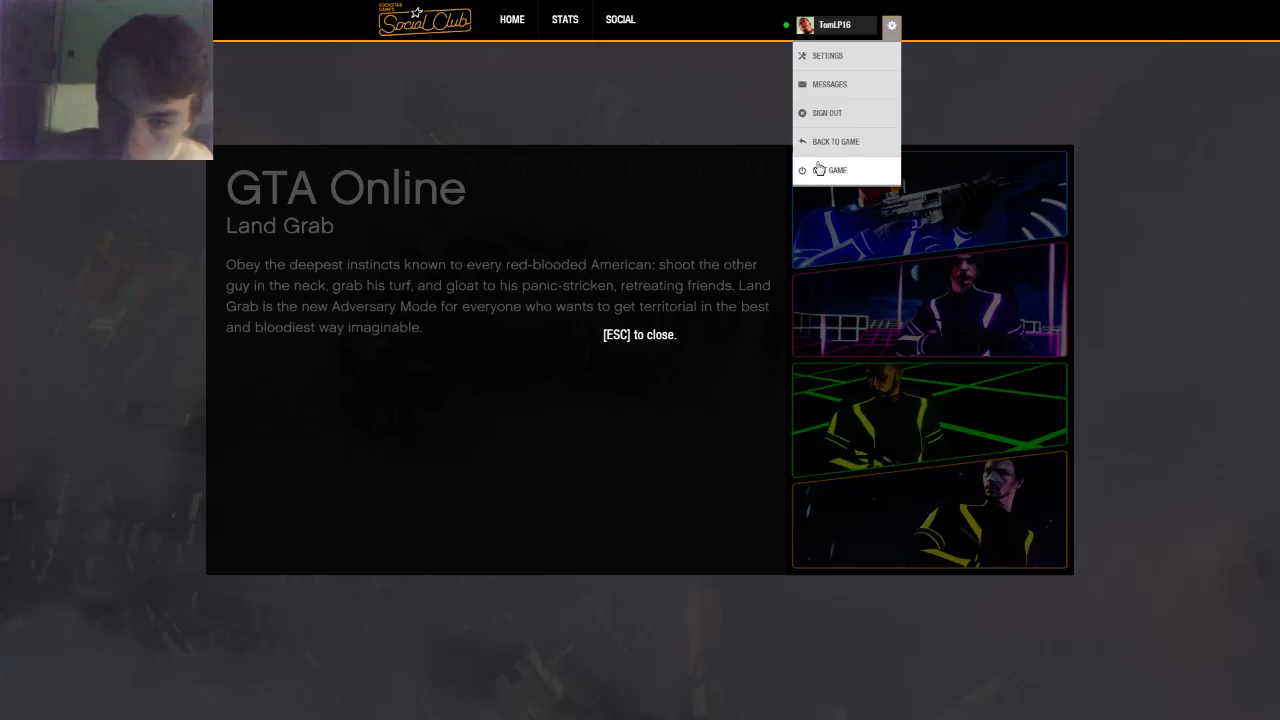 ROCKSTAR
GAMES
Social Club
HOME
STATS
SOCIAL
TomLP16
SETTINGS
MESSAGES
SIGN OUT
BACK TO GAME
GAME
GTA Online
Land Grab
Obey the deepest instincts known to every red-blooded American: shoot the other
guy in the neck, grab his turf, and gloat to his panic-stricken, retreating friends. Land
Grab is the new Adversary Mode for everyone who wants to get territorial in the best
and bloodiest way imaginable.
[ESC] to close.